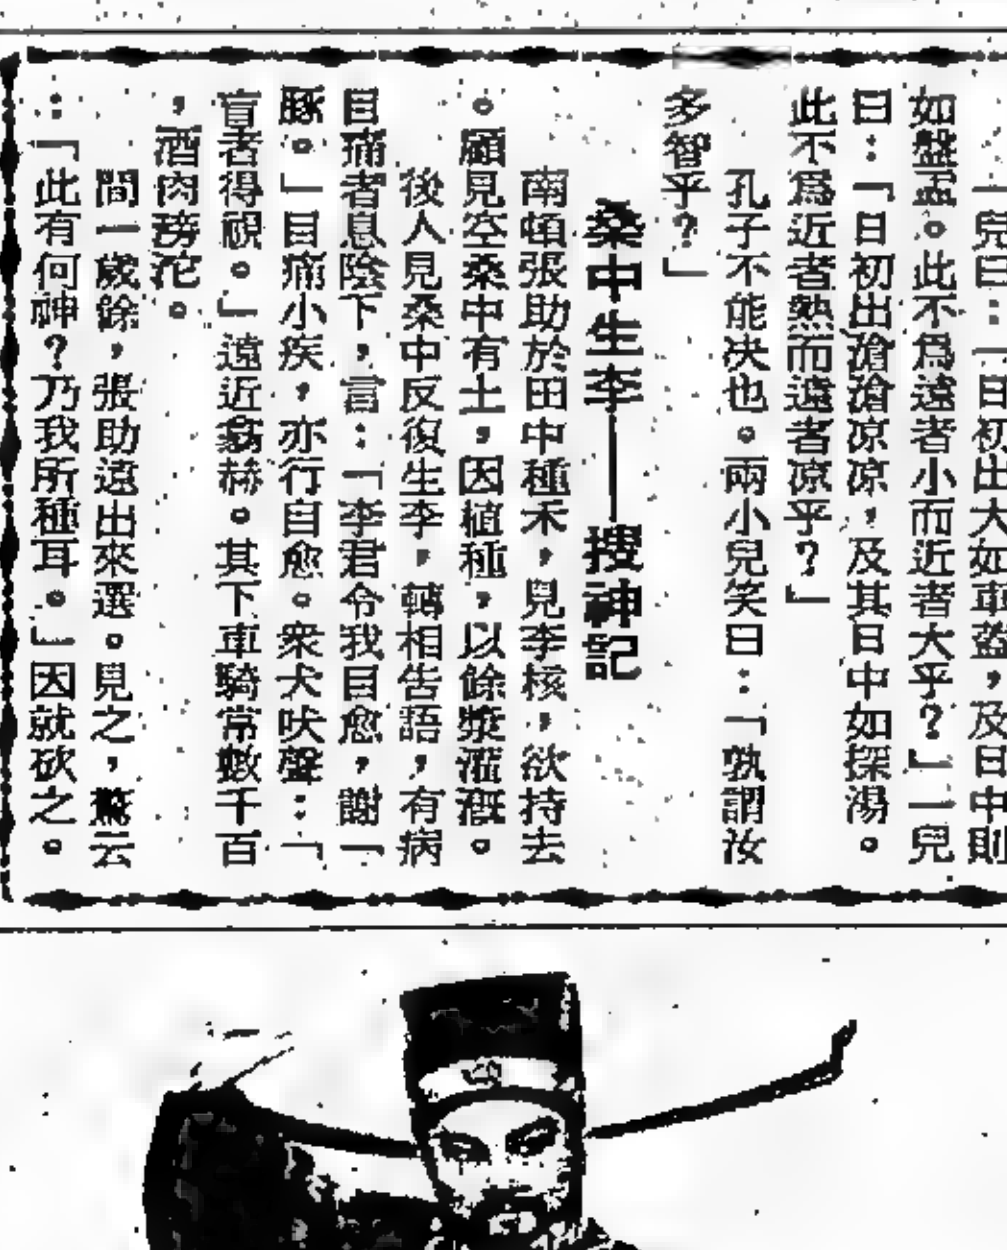 一兒曰：「日初出大如車蓋，及日中則
如盤盂。此不爲遠者小而近者大乎？」一兒
曰：「日初出滄滄凉凉，及其日中如探湯。
此不爲近者熱而遠者凉乎？」
孔子不能决也。兩小兒笑曰：「孰謂汝
多智乎？」
桑中生李——搜神記
南頓張助於田中種禾，見李核，欲持去
。顧見空桑中有土，因植種，以餘漿灌溉。
後人見桑中反復生李，轉相告語，有病
目痛者息陰下，言：「李君令我目愈，謝一
豚。」目痛小疾，亦行自愈。衆犬吠聲：「
盲者得視。」遠近翕赫。其下車騎常數千百
，酒肉滂沱。
間一歲餘，張助遠出來還。見之，驚云
：「此有何神？乃我所種耳。」因就砍之。